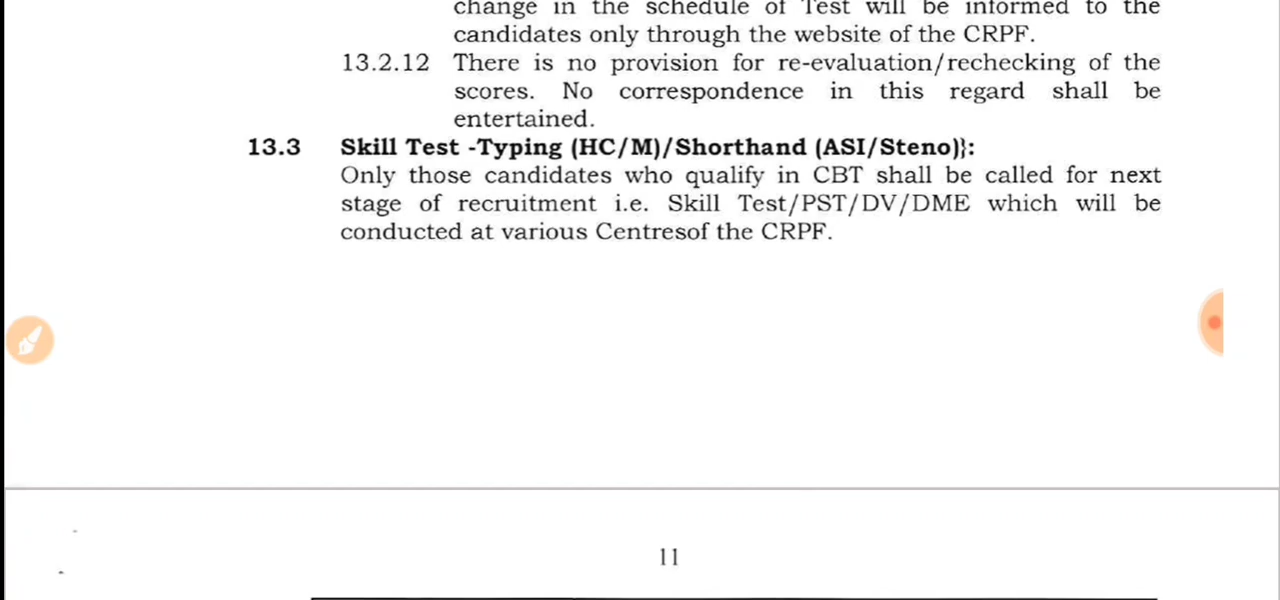 change in the schedule of Test will be informed to the
candidates only through the website of the CRPF.
13.2.12 There is no provision for re-evaluation/rechecking of the
scores. No correspondence in this regard shall be
entertained.
13.3 Skill Test -Typing (HC/M)/Shorthand (ASI/Steno)}:
Only those candidates who qualify in CBT shall be called for next
stage of recruitment i.e. Skill Test/PST/DV/DME which will be
conducted at various Centresof the CRPF.
11